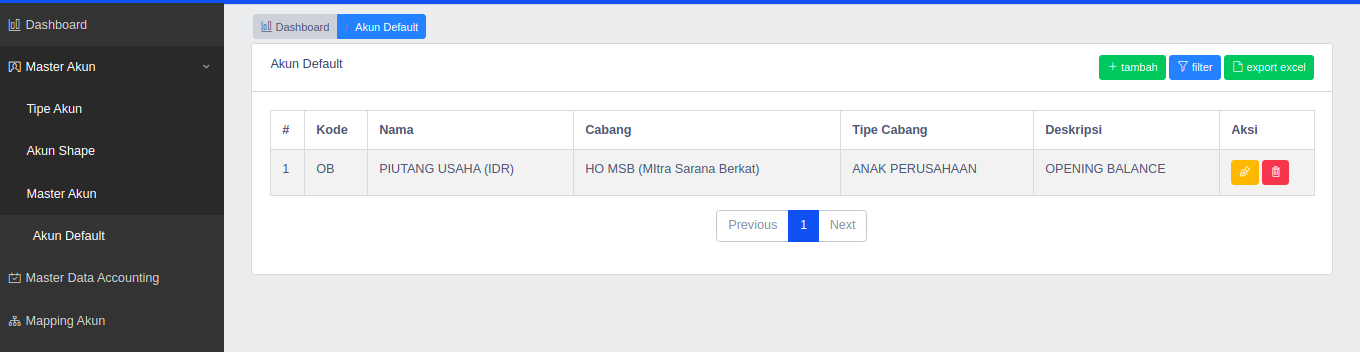 Dashboard
Master Akun
Tipe Akun
Akun Shape
Master Akun
Akun Default
Master Data Accounting
Mapping Akun
Dashboard / Akun Default
Akun Default
+ tambah filter export excel
# Kode Nama Cabang Tipe Cabang Deskripsi Aksi
1 OB PIUTANG USAHA (IDR) HO MSB (MItra Sarana Berkat) ANAK PERUSAHAAN OPENING BALANCE
Previous 1 Next